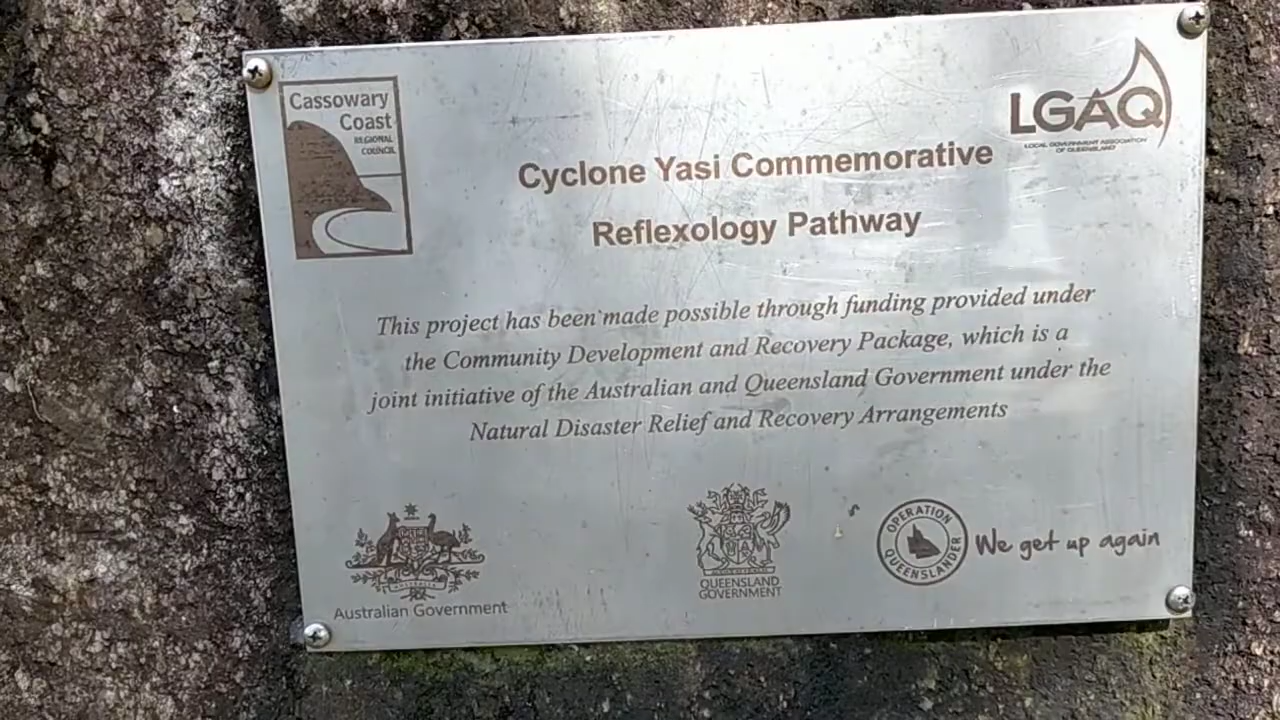 Cassowary
Coast
REGIONAL
COUNCIL
LGAQ
LOCAL GOVERNMENT ASSOCIATION
OF QUEENSLAND
Cyclone Yasi Commemorative
Reflexology Pathway
This project has been made possible through funding provided under
the Community Development and Recovery Package, which is a
joint initiative of the Australian and Queensland Government under the
Natural Disaster Relief and Recovery Arrangements
AUSTRALIA
Australian Government
QUEENSLAND
GOVERNMENT
OPERATION
QUEENSLANDER
We get up again